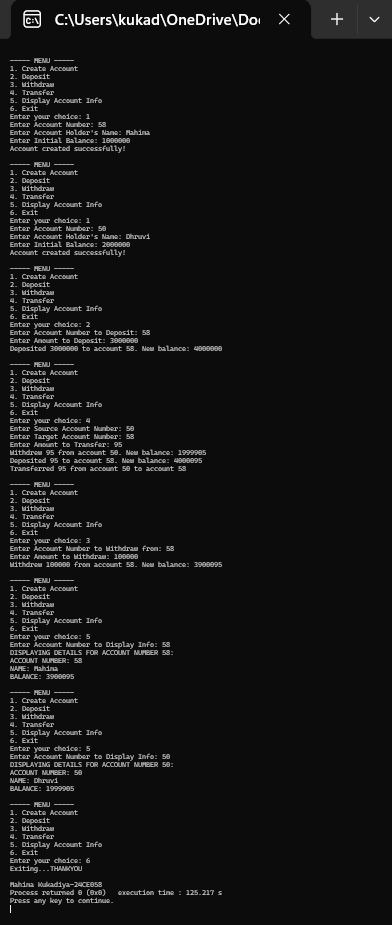 C:\Users\kukad\OneDrive\Doc
----- MENU -----
1. Create Account
2. Deposit
3. Withdraw
4. Transfer
5. Display Account Info
6. Exit
Enter your choice: 1
Enter Account Number: 58
Enter Account Holder's Name: Mahima
Enter Initial Balance: 1000000
Account created successfully!
----- MENU -----
1. Create Account
2. Deposit
3. Withdraw
4. Transfer
5. Display Account Info
6. Exit
Enter your choice: 1
Enter Account Number: 50
Enter Account Holder's Name: Dhruvi
Enter Initial Balance: 2000000
Account created successfully!
----- MENU -----
1. Create Account
2. Deposit
3. Withdraw
4. Transfer
5. Display Account Info
6. Exit
Enter your choice: 2
Enter Account Number to Deposit: 58
Enter Amount to Deposit: 3000000
Deposited 3000000 to account 58. New balance: 4000000
----- MENU -----
1. Create Account
2. Deposit
3. Withdraw
4. Transfer
5. Display Account Info
6. Exit
Enter your choice: 4
Enter Source Account Number: 50
Enter Target Account Number: 58
Enter Amount to Transfer: 95
Withdrew 95 from account 50. New balance: 1999905
Deposited 95 to account 58. New balance: 4000095
Transferred 95 from account 50 to account 58
----- MENU -----
1. Create Account
2. Deposit
3. Withdraw
4. Transfer
5. Display Account Info
6. Exit
Enter your choice: 3
Enter Account Number to Withdraw from: 58
Enter Amount to Withdraw: 100000
Withdrew 100000 from account 58. New balance: 3900095
----- MENU -----
1. Create Account
2. Deposit
3. Withdraw
4. Transfer
5. Display Account Info
6. Exit
Enter your choice: 5
Enter Account Number to Display Info: 58
DISPLAYING DETAILS FOR ACCOUNT NUMBER 58:
ACCOUNT NUMBER: 58
NAME: Mahima
BALANCE: 3900095
----- MENU -----
1. Create Account
2. Deposit
3. Withdraw
4. Transfer
5. Display Account Info
6. Exit
Enter your choice: 5
Enter Account Number to Display Info: 50
DISPLAYING DETAILS FOR ACCOUNT NUMBER 50:
ACCOUNT NUMBER: 50
NAME: Dhruvi
BALANCE: 1999905
----- MENU -----
1. Create Account
2. Deposit
3. Withdraw
4. Transfer
5. Display Account Info
6. Exit
Enter your choice: 6
Exiting...THANKYOU
Mahima Kukadiya-24CE058
Process returned 0 (0x0)   execution time : 125.217 s
Press any key to continue.